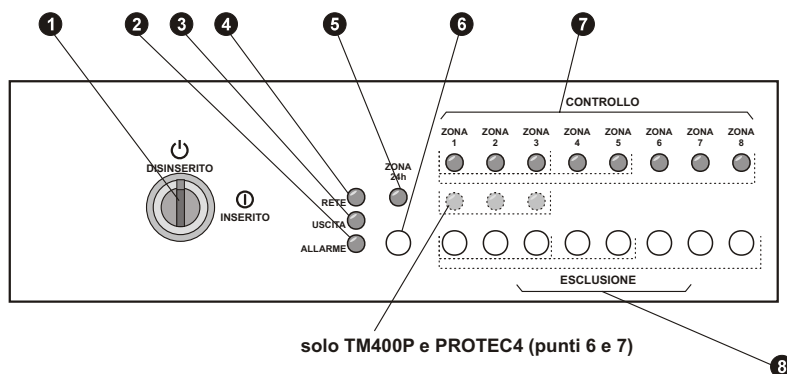 1 2 3 4 5 6 7
CONTROLLO
ZONA 1
ZONA 2
ZONA 3
ZONA 4
ZONA 5
ZONA 6
ZONA 7
ZONA 8
DISINSERITO
INSERITO
ZONA 24h
RETE
USCITA
ALLARME
ESCLUSIONE
solo TM400P e PROTEC4 (punti 6 e 7)
8